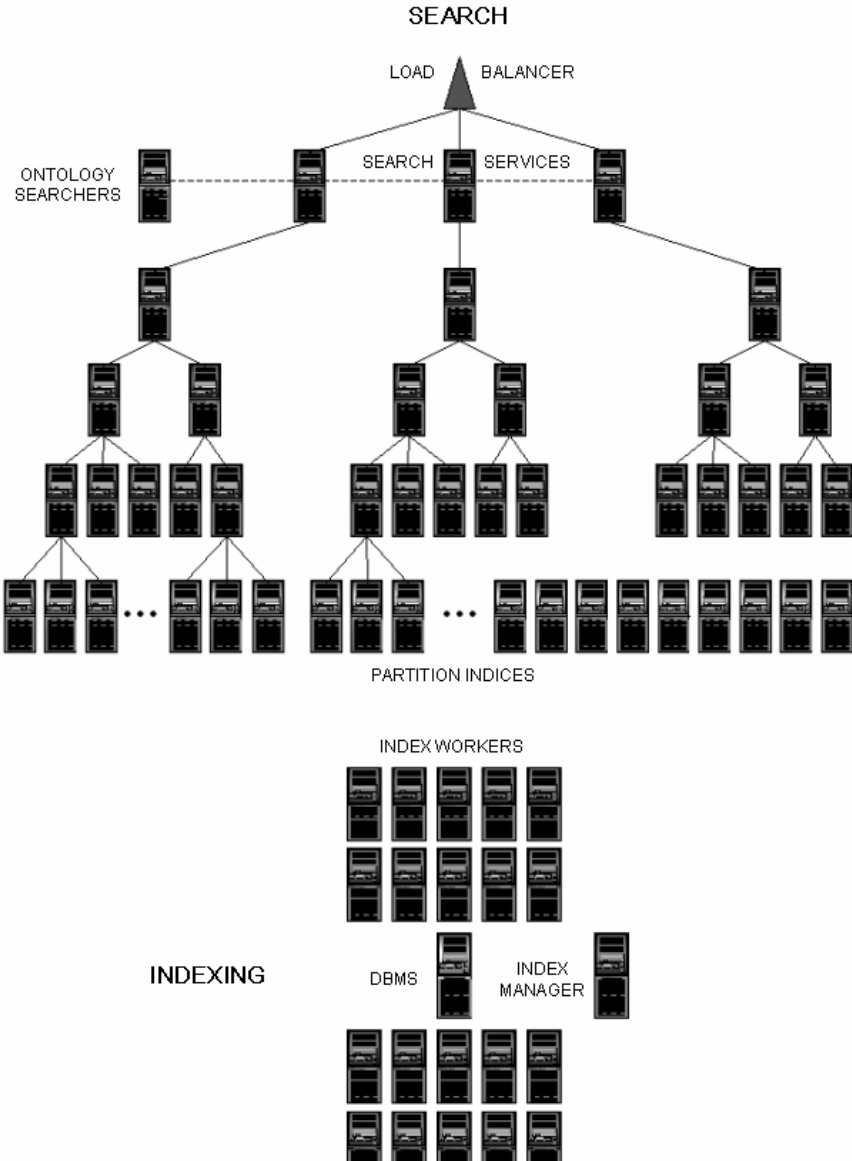 SEARCH
LOAD BALANCER
SEARCH SERVICES
ONTOLOGY
SEARCHERS
PARTITION INDICES
INDEX WORKERS
INDEXING
DBMS
INDEX
MANAGER